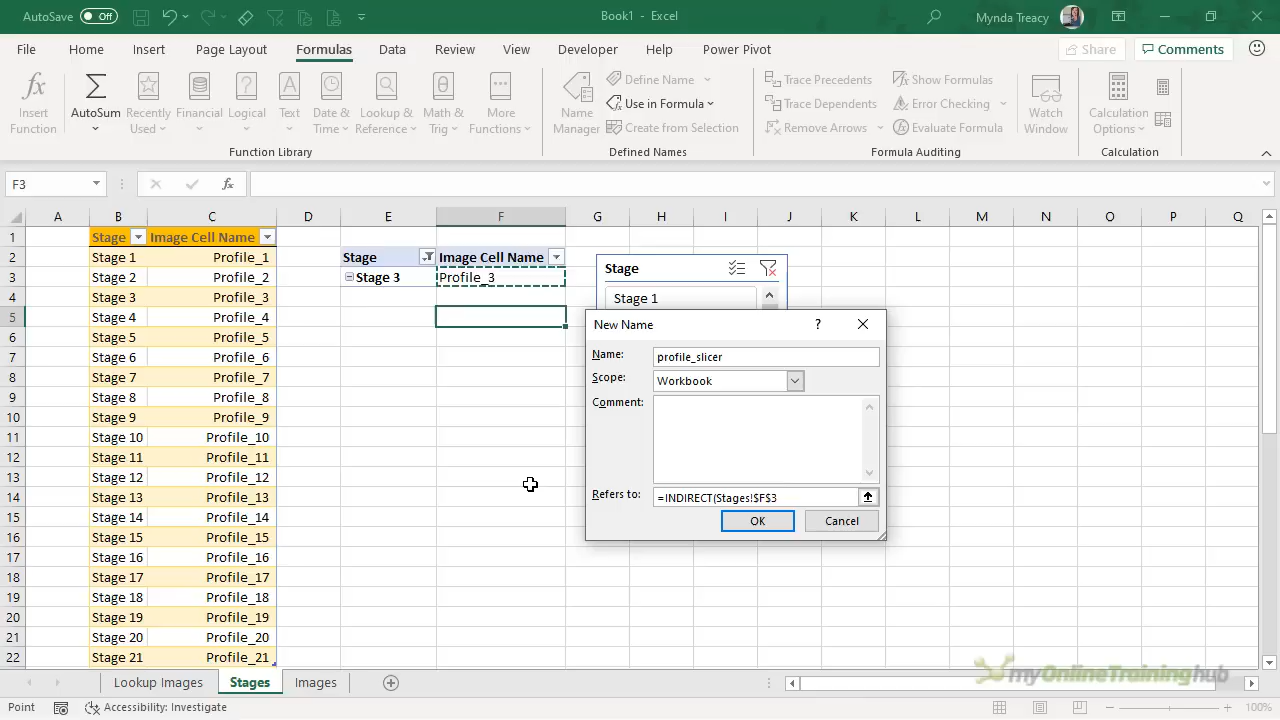 AutoSave Off
Book1 - Excel
Mynda Treacy
File Home Insert Page Layout Formulas Data Review View Developer Help Power Pivot
Share Comments
Insert Function
AutoSum
Recently Used
Financial
Logical
Text
Date & Time
Lookup & Reference
Math & Trig
More Functions
Function Library
Name Manager
Define Name
Use in Formula
Create from Selection
Defined Names
Trace Precedents
Trace Dependents
Remove Arrows
Show Formulas
Error Checking
Evaluate Formula
Formula Auditing
Watch Window
Calculation Options
Calculation
F3 fx
A B C D E F G H I J K L M N O P Q
1 Stage Image Cell Name
2 Stage 1 Profile_1 Stage Image Cell Name
3 Stage 2 Profile_2 Stage 3 Profile_3
4 Stage 3 Profile_3
5 Stage 4 Profile_4
6 Stage 5 Profile_5
7 Stage 6 Profile_6
8 Stage 7 Profile_7
9 Stage 8 Profile_8
10 Stage 9 Profile_9
11 Stage 10 Profile_10
12 Stage 11 Profile_11
13 Stage 12 Profile_12
14 Stage 13 Profile_13
15 Stage 14 Profile_14
16 Stage 15 Profile_15
17 Stage 16 Profile_16
18 Stage 17 Profile_17
19 Stage 18 Profile_18
20 Stage 19 Profile_19
21 Stage 20 Profile_20
22 Stage 21 Profile_21
Stage
Stage 1
New Name ?
Name: profile_slicer
Scope: Workbook
Comment:
Refers to: =INDIRECT(Stages!$F$3
OK Cancel
Lookup Images Stages Images
myOnlineTraininghub
Point Accessibility: Investigate
100%